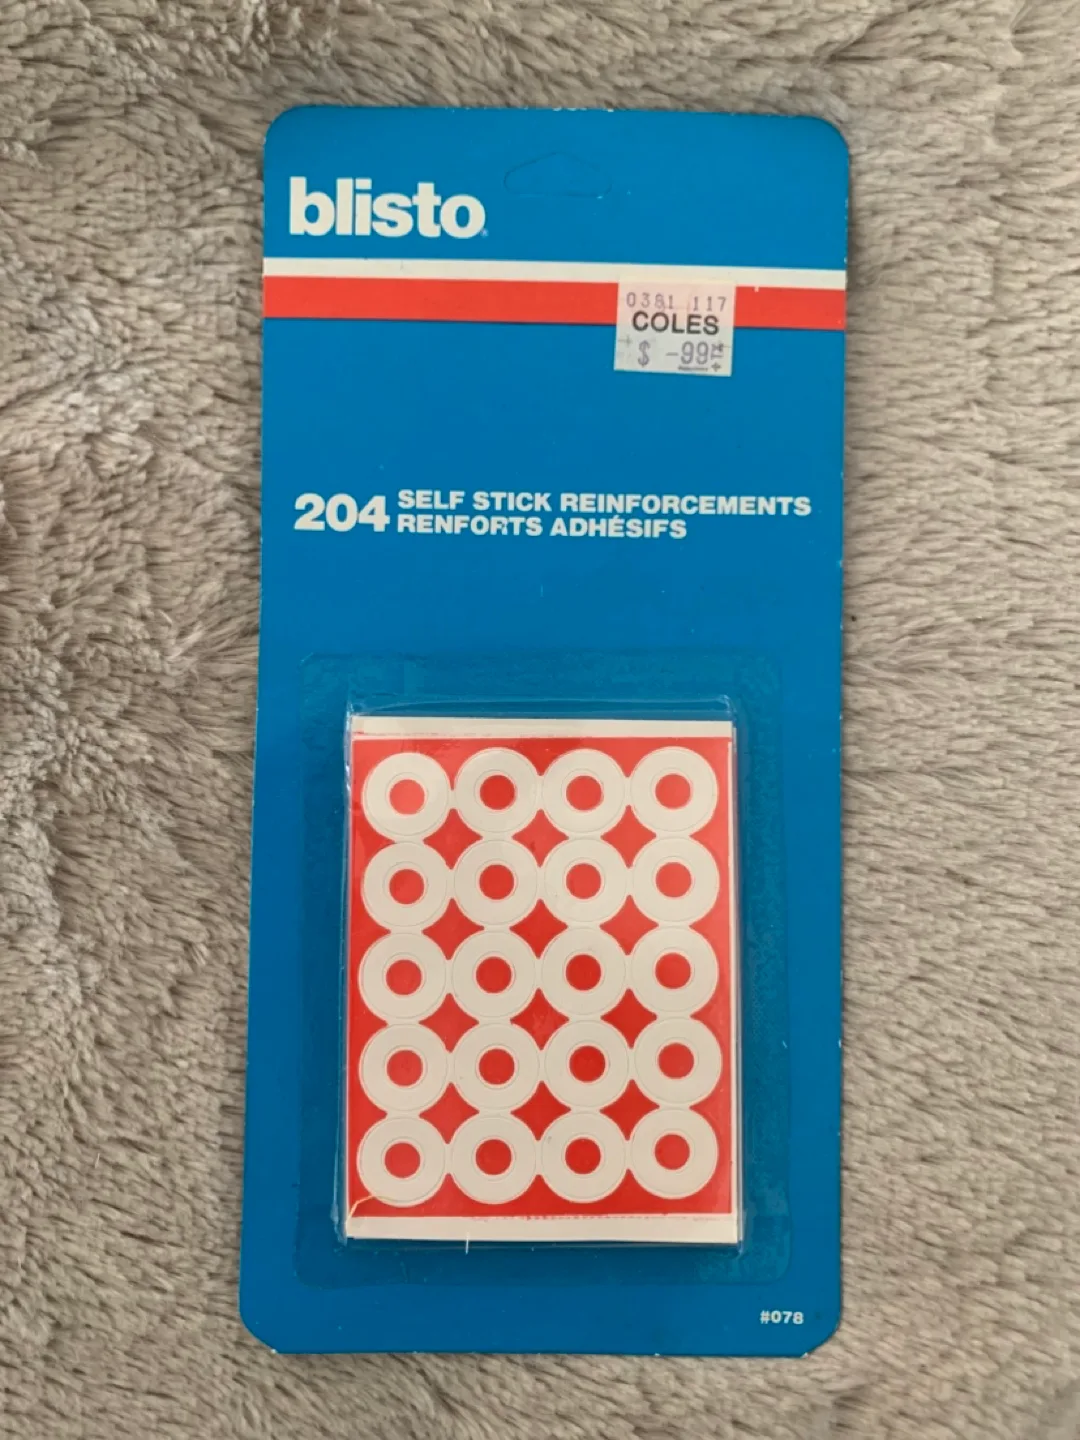 blisto
0381 117
COLES
$ -99
204 SELF STICK REINFORCEMENTS
RENFORTS ADHÉSIFS
#078